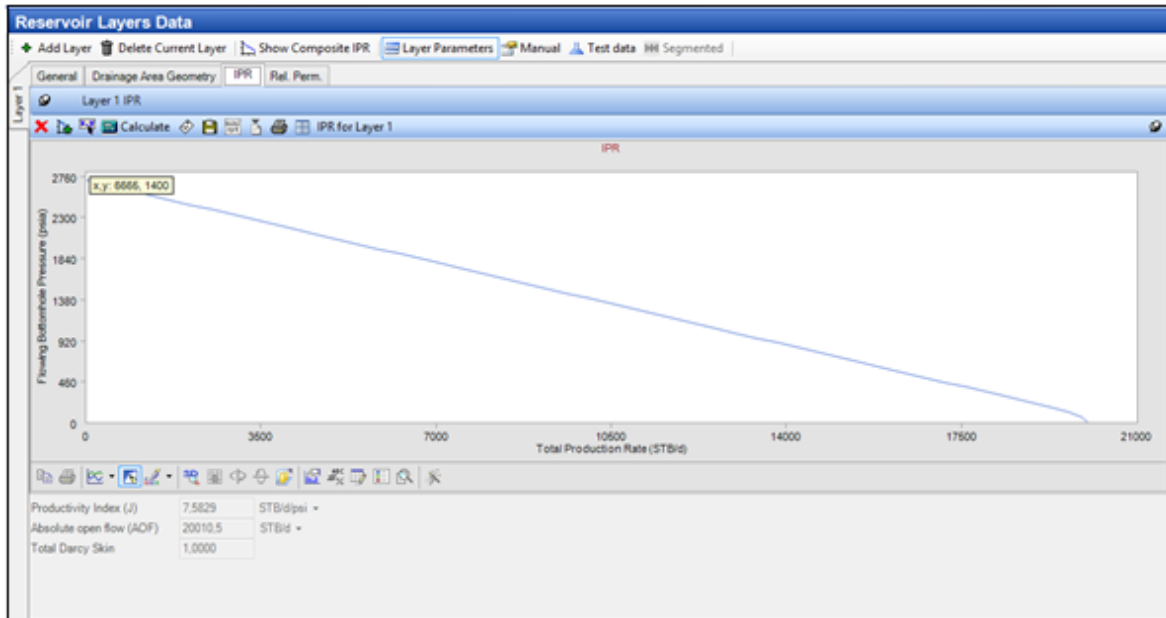 Reservoir Layers Data
Add Layer Delete Current Layer Show Composite IPR Layer Parameters Manual Test data Segmented
General Drainage Area Geometry IPR Rel. Perm.
Layer 1
Layer 1 IPR
Calculate IPR for Layer 1
IPR
x,y: 6666, 1400
2760
2300
1840
1380
920
460
0
Flowing Bottomhole Pressure (psia)
0 3500 7000 10500 14000 17500 21000
Total Production Rate (STB/d)
Productivity Index (J) 7,5829 STB/d/psi
Absolute open flow (AOF) 20010,5 STB/d
Total Darcy Skin 1,0000